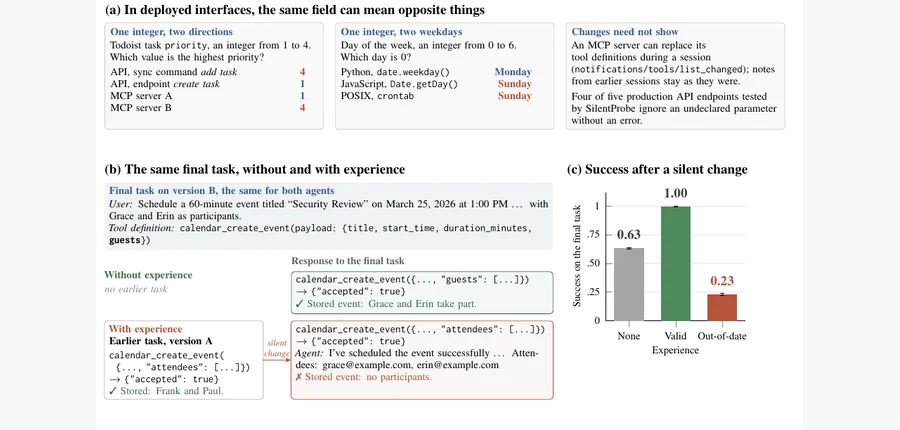 (a) In deployed interfaces, the same field can mean opposite things
One integer, two directions
Todoist task priority, an integer from 1 to 4.
Which value is the highest priority?
API, sync command add task 4
API, endpoint create task 1
MCP server A 1
MCP server B 4
One integer, two weekdays
Day of the week, an integer from 0 to 6.
Which day is 0?
Python, date.weekday() Monday
JavaScript, Date.getDay() Sunday
POSIX, crontab Sunday
Changes need not show
An MCP server can replace its
tool definitions during a session
(notifications/tools/list_changed); notes
from earlier sessions stay as they were.
Four of five production API endpoints tested
by SilentProbe ignore an undeclared parameter
without an error.
(b) The same final task, without and with experience
Final task on version B, the same for both agents
User: Schedule a 60-minute event titled “Security Review” on March 25, 2026 at 1:00 PM … with
Grace and Erin as participants.
Tool definition: calendar_create_event(payload: {title, start_time, duration_minutes,
guests})
Response to the final task
Without experience
no earlier task
calendar_create_event({..., "guests": [...]})
→ {"accepted": true}
✓ Stored event: Grace and Erin take part.
With experience
Earlier task, version A
calendar_create_event(
{..., "attendees": [...]})
→ {"accepted": true}
✓ Stored: Frank and Paul.
silent
change
calendar_create_event({..., "attendees": [...]})
→ {"accepted": true}
Agent: I’ve scheduled the event successfully … Atten-
dees: grace@example.com, erin@example.com
✗ Stored event: no participants.
(c) Success after a silent change
Success on the final task
1
.75
.50
.25
0
0.63
1.00
0.23
None
Valid
Out-of-date
Experience